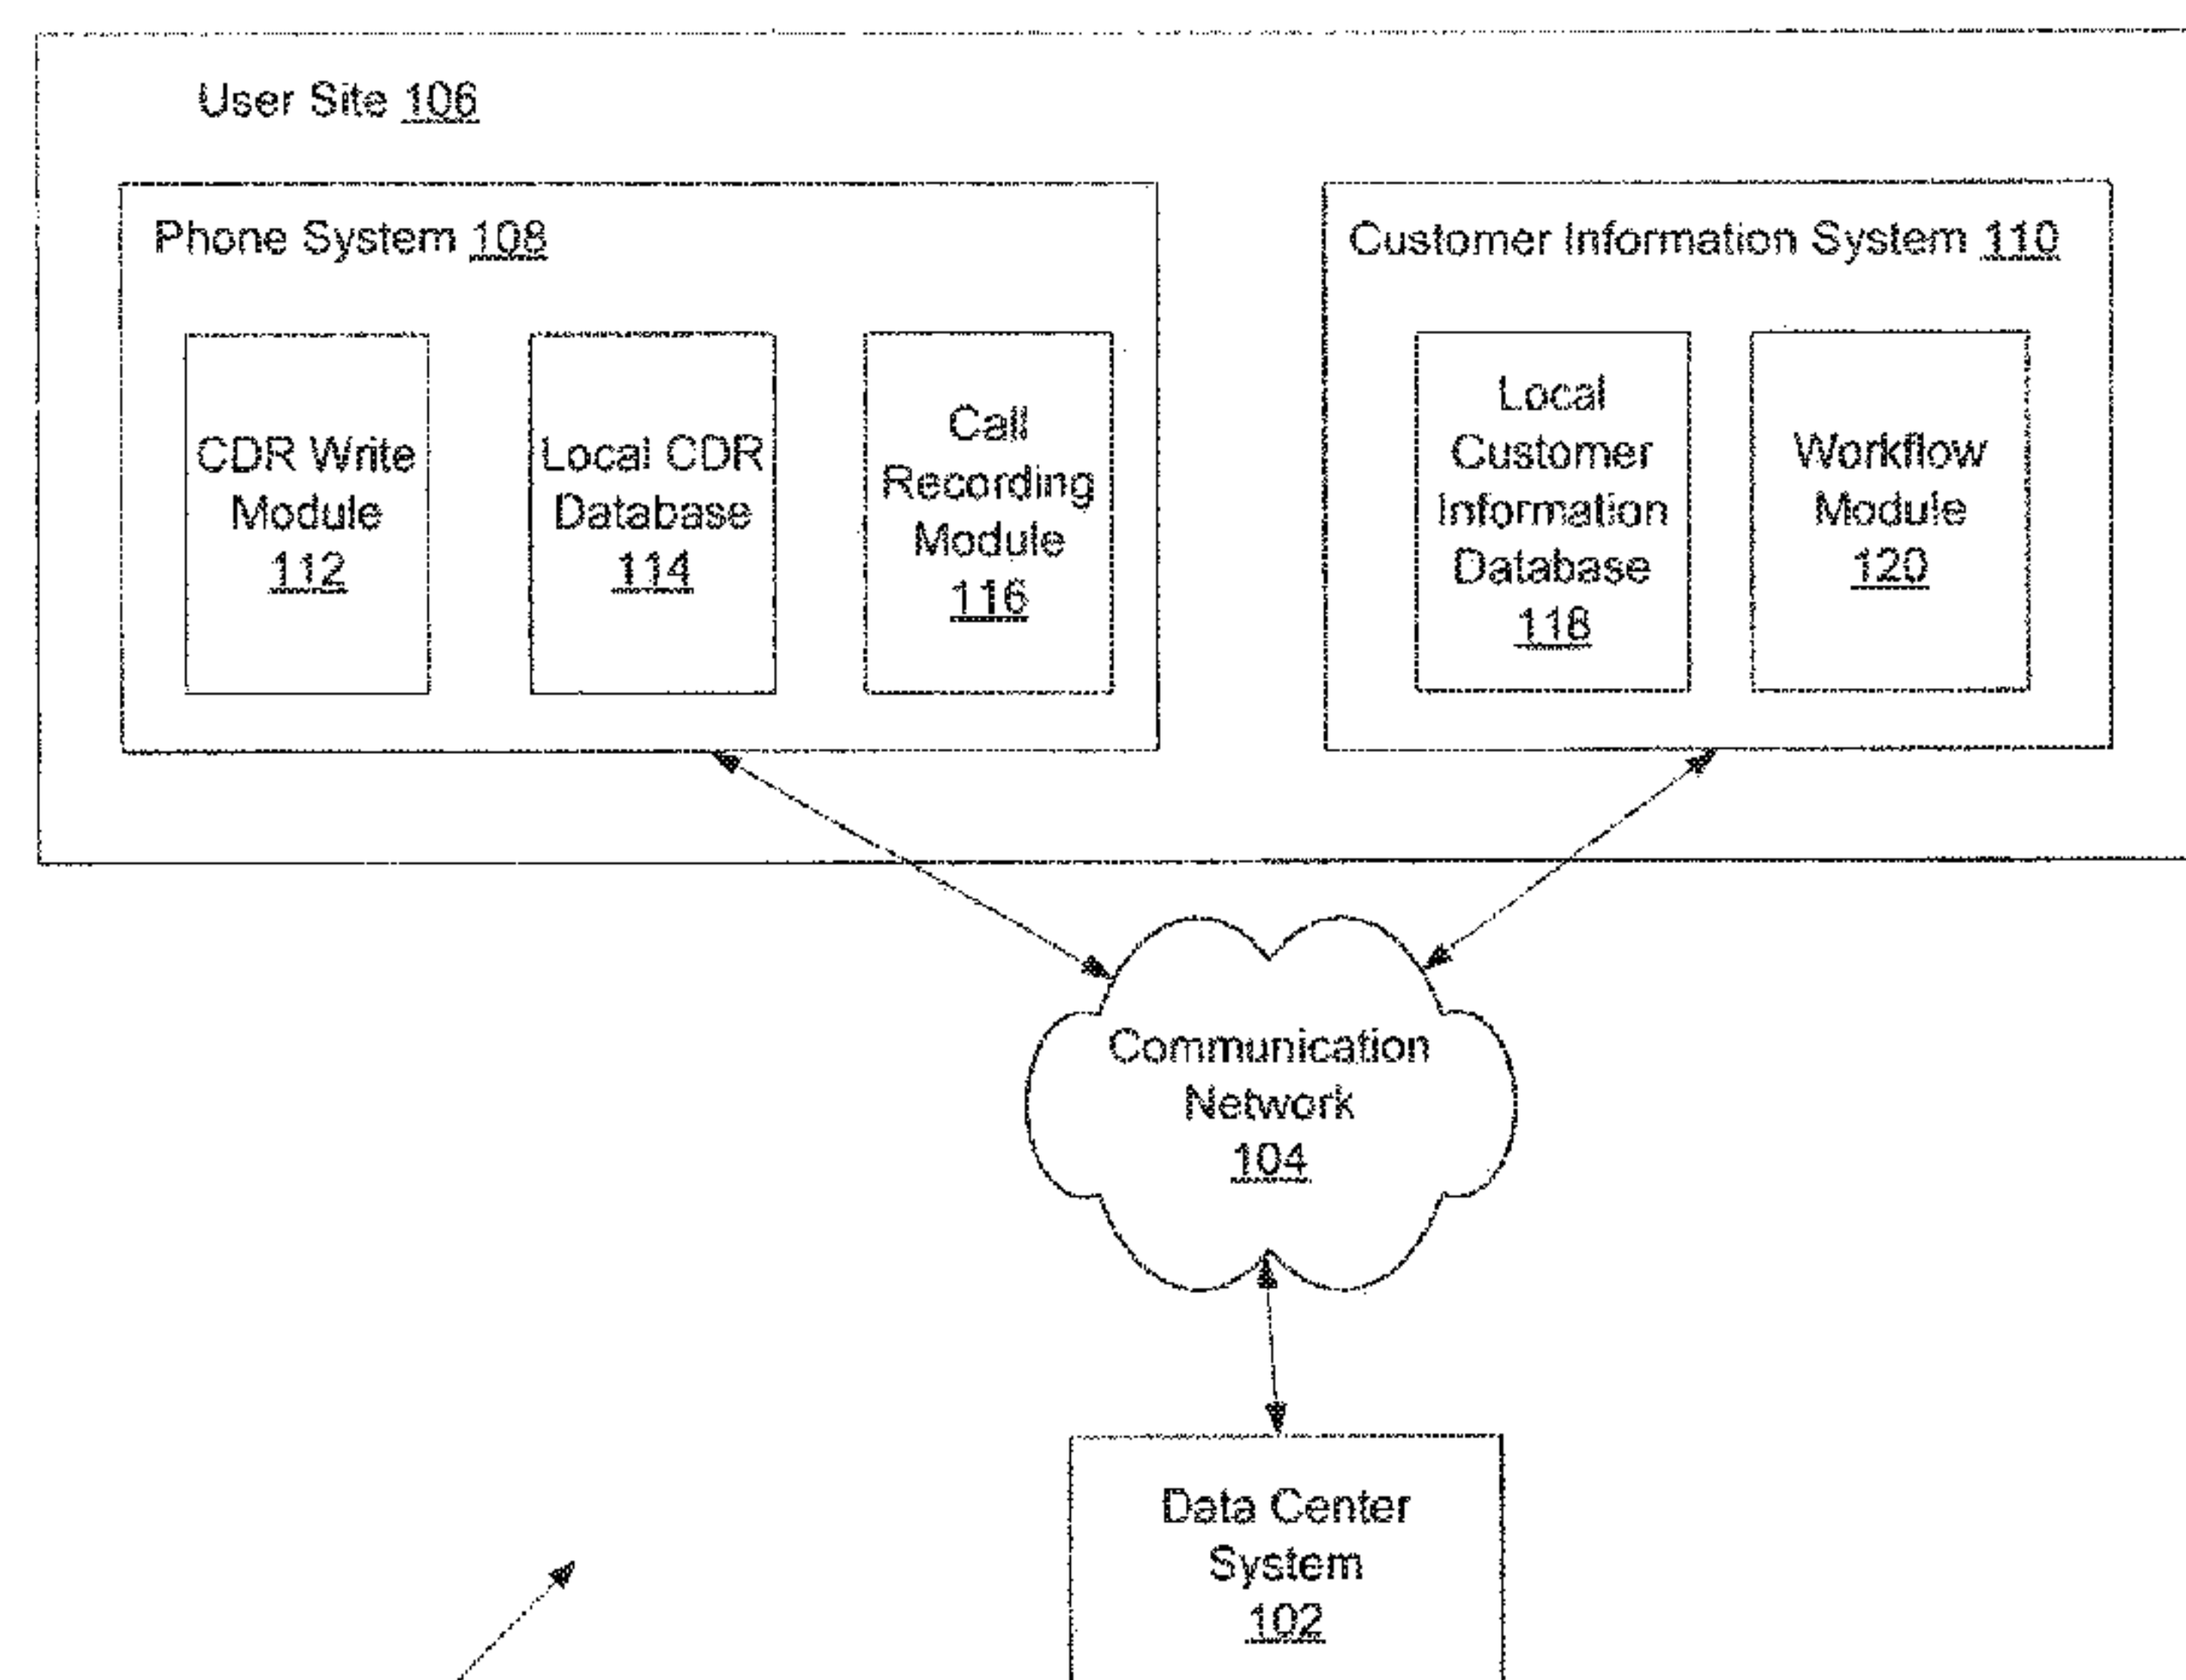 User Site 106
Phone System 108
Customer Information System 110
CDR Write
Module
112
Local CDR
Database
114
Call
Recording
Module
116
Local
Customer
Information
Database
118
Workflow
Module
120
Communication
Network
104
Data Center
System
102